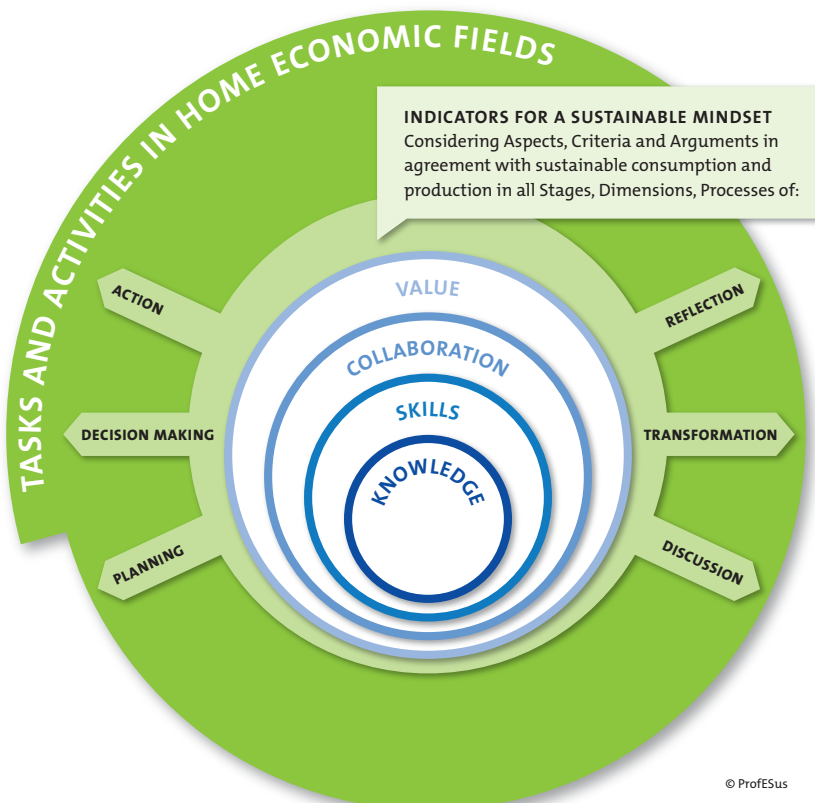 TASKS AND ACTIVITIES IN HOME ECONOMIC FIELDS
INDICATORS FOR A SUSTAINABLE MINDSET
Considering Aspects, Criteria and Arguments in
agreement with sustainable consumption and
production in all Stages, Dimensions, Processes of:
ACTION
DECISION MAKING
PLANNING
VALUE
COLLABORATION
SKILLS
KNOWLEDGE
REFLECTION
TRANSFORMATION
DISCUSSION
© ProfESus